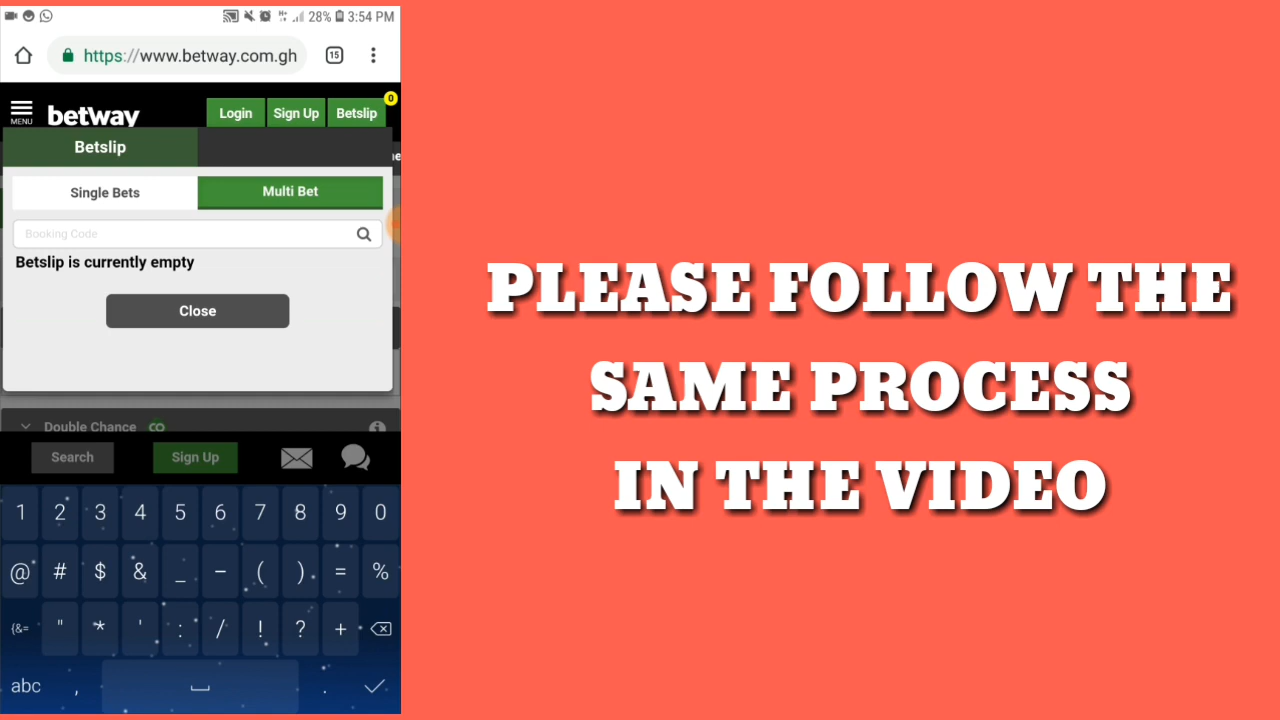 28% 3:54 PM
https://www.betway.com.gh
15
0
MENU
betway
Login
Sign Up
Betslip
Betslip
Single Bets
Multi Bet
Booking Code
Betslip is currently empty
Close
Double Chance
Search
Sign Up
1 2 3 4 5 6 7 8 9 0
@ # $ & _ − ( ) = %
{&= " * ' : / ! ? +
abc , .
PLEASE FOLLOW THE
SAME PROCESS
IN THE VIDEO